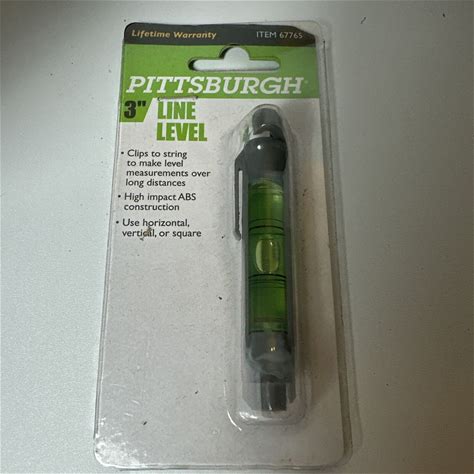 Lifetime Warranty ITEM 67765
PITTSBURGH
3" LINE
LEVEL
• Clips to string
to make level
measurements over
long distances
• High impact ABS
construction
• Use horizontal,
vertical, or square